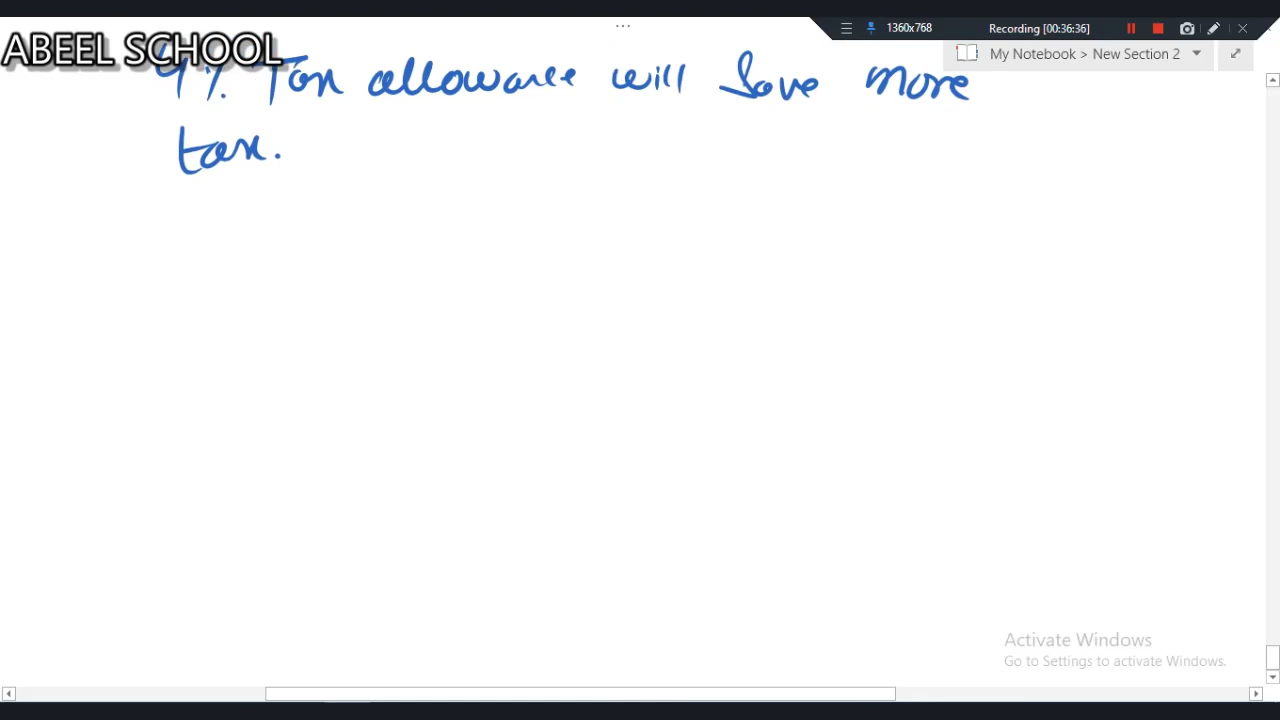 ABEEL SCHOOL
1360x768
Recording [00:36:36]
My Notebook > New Section 2
4% Tax allowance will Save more
tax.
Activate Windows
Go to Settings to activate Windows.